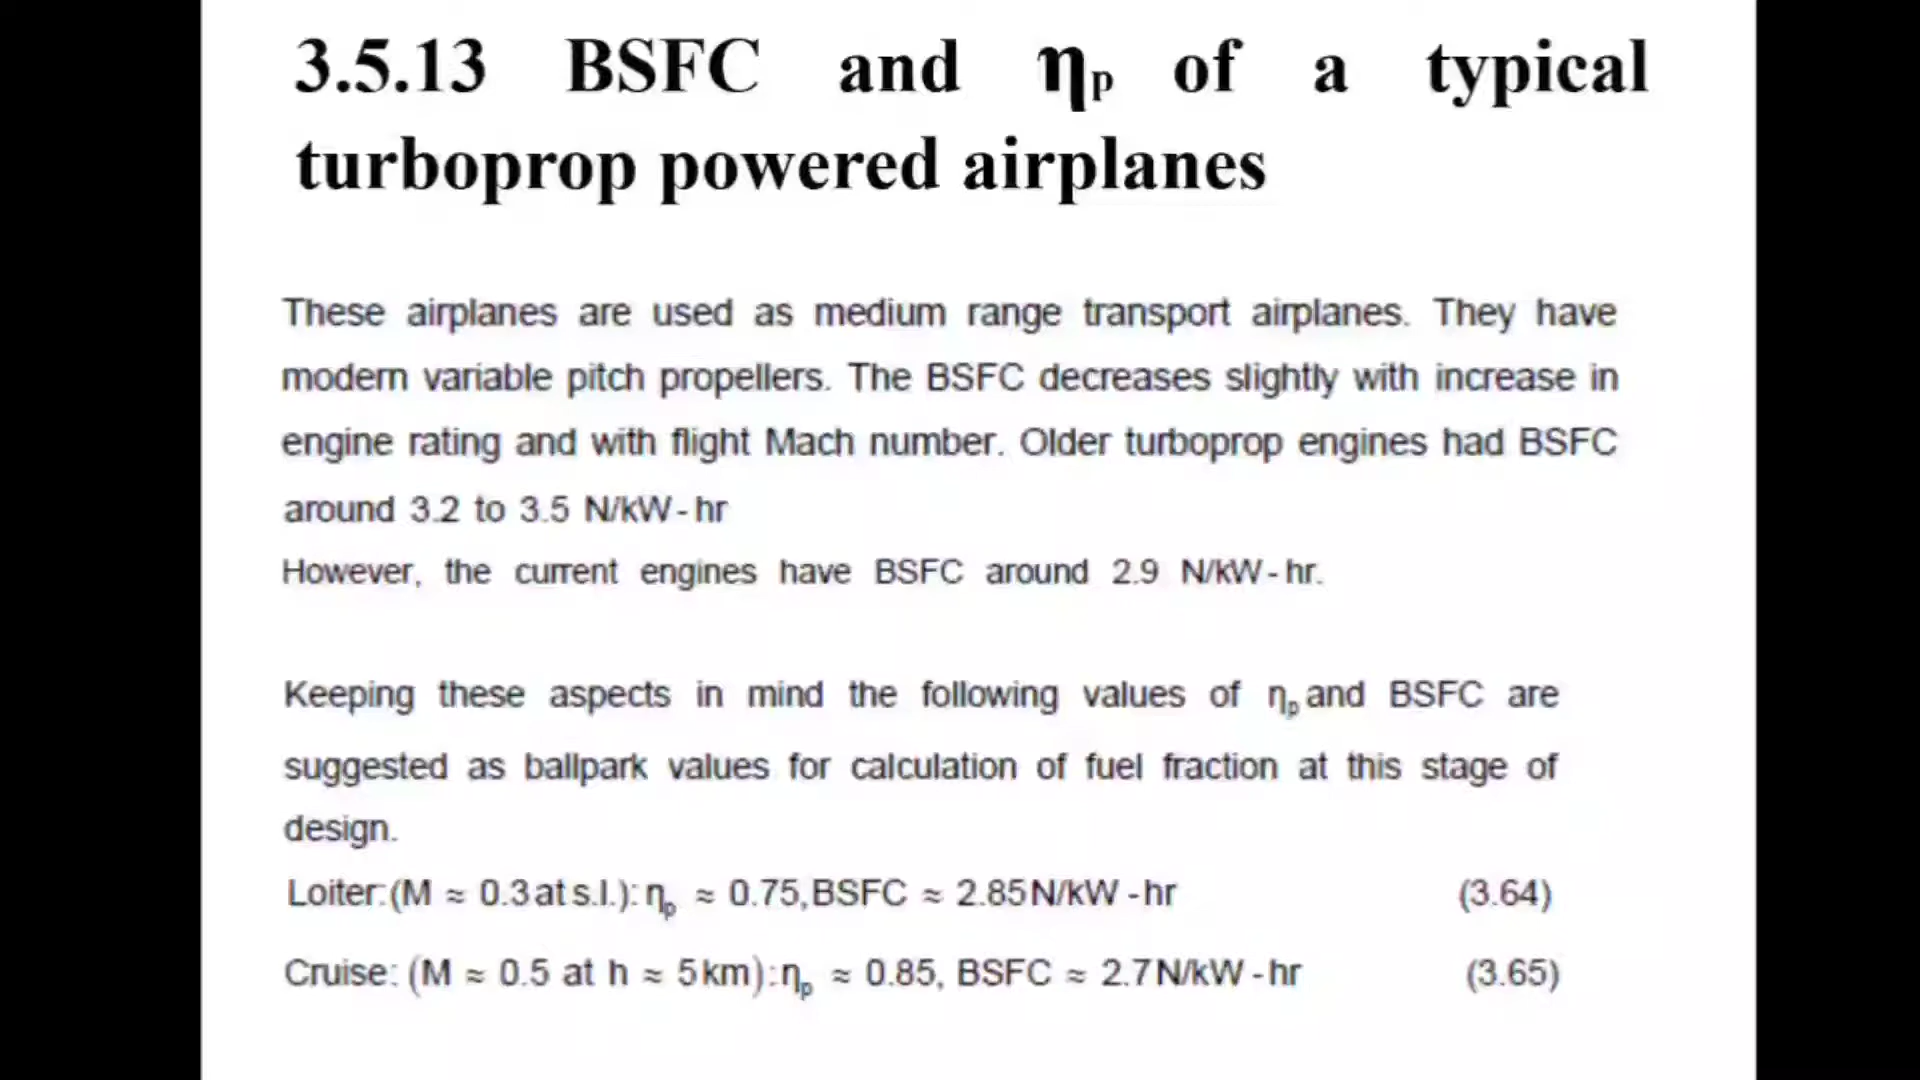 3.5.13 BSFC and ηₚ of a typical
turboprop powered airplanes
These airplanes are used as medium range transport airplanes. They have
modern variable pitch propellers. The BSFC decreases slightly with increase in
engine rating and with flight Mach number. Older turboprop engines had BSFC
around 3.2 to 3.5 N/kW-hr
However, the current engines have BSFC around 2.9 N/kW-hr.
Keeping these aspects in mind the following values of ηₚ and BSFC are
suggested as ballpark values for calculation of fuel fraction at this stage of
design.
Loiter:(M ≈ 0.3 at s.l.): ηₚ ≈ 0.75, BSFC ≈ 2.85 N/kW-hr (3.64)
Cruise: (M ≈ 0.5 at h ≈ 5 km): ηₚ ≈ 0.85, BSFC ≈ 2.7 N/kW-hr (3.65)